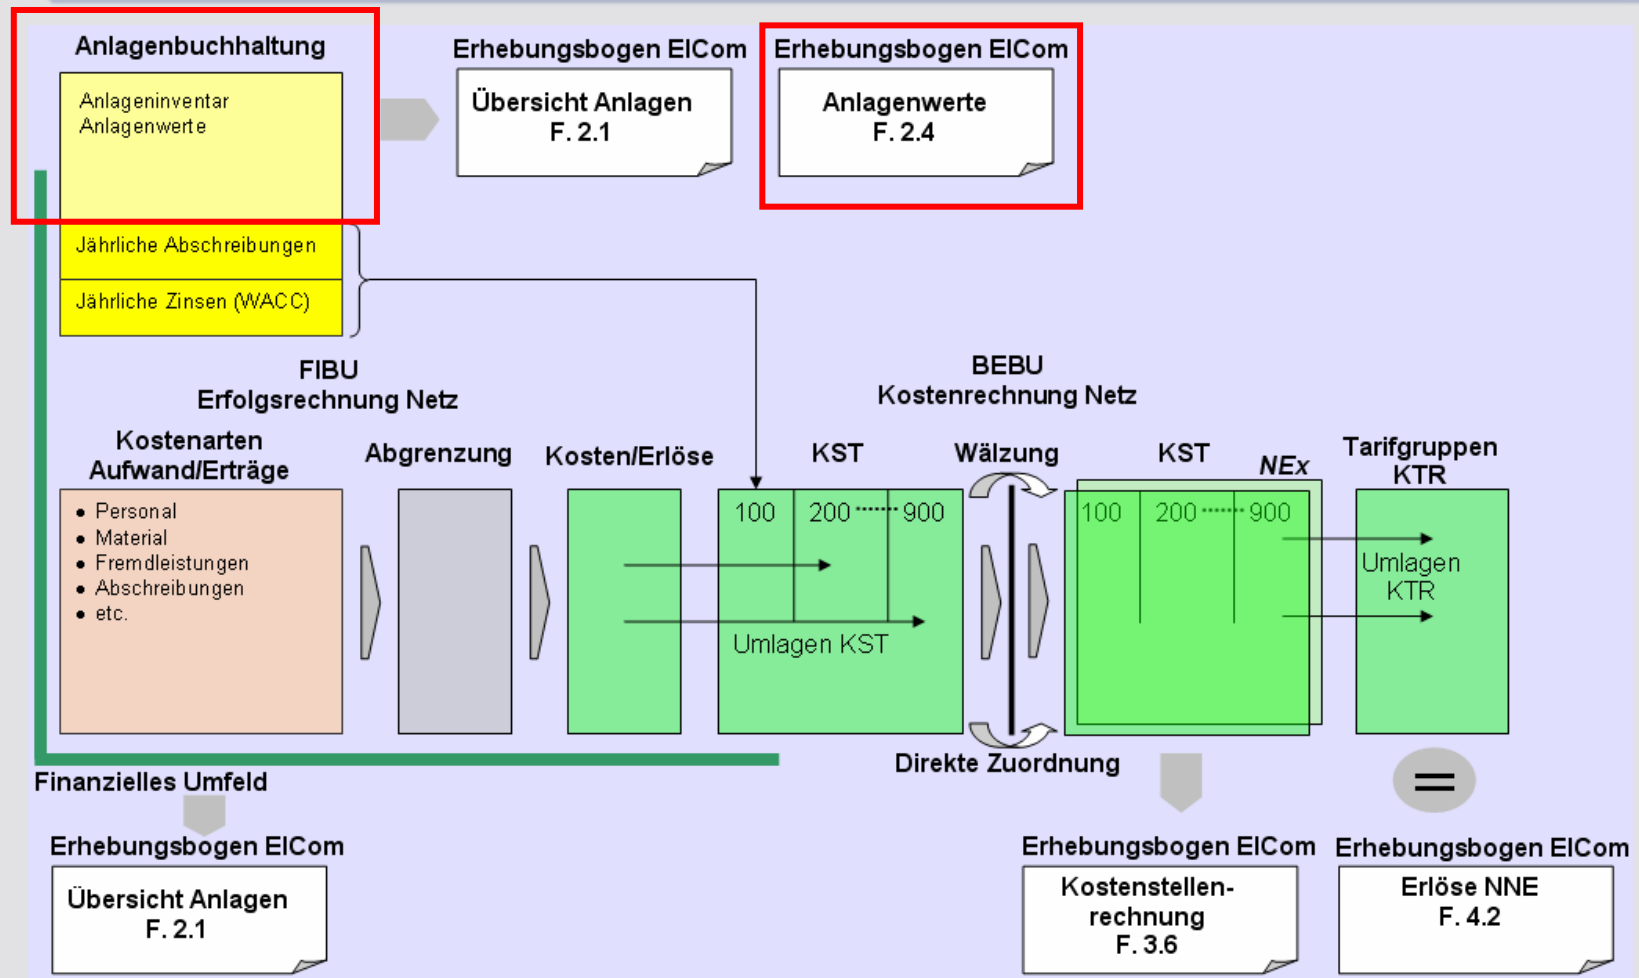 Anlagenbuchhaltung
Anlageninventar
Anlagenwerte
Jährliche Abschreibungen
Jährliche Zinsen (WACC)
Erhebungsbogen ElCom
Übersicht Anlagen
F. 2.1
Erhebungsbogen ElCom
Anlagenwerte
F. 2.4
FIBU
Erfolgsrechnung Netz
BEBU
Kostenrechnung Netz
Kostenarten
Aufwand/Erträge
Abgrenzung
Kosten/Erlöse
KST
Wälzung
KST
NEx
Tarifgruppen
KTR
• Personal
• Material
• Fremdleistungen
• Abschreibungen
• etc.
100 200 ······ 900
Umlagen KST
100 200 ······ 900
Umlagen
KTR
Direkte Zuordnung
=
Finanzielles Umfeld
Erhebungsbogen ElCom
Übersicht Anlagen
F. 2.1
Erhebungsbogen ElCom
Kostenstellen-
rechnung
F. 3.6
Erhebungsbogen ElCom
Erlöse NNE
F. 4.2